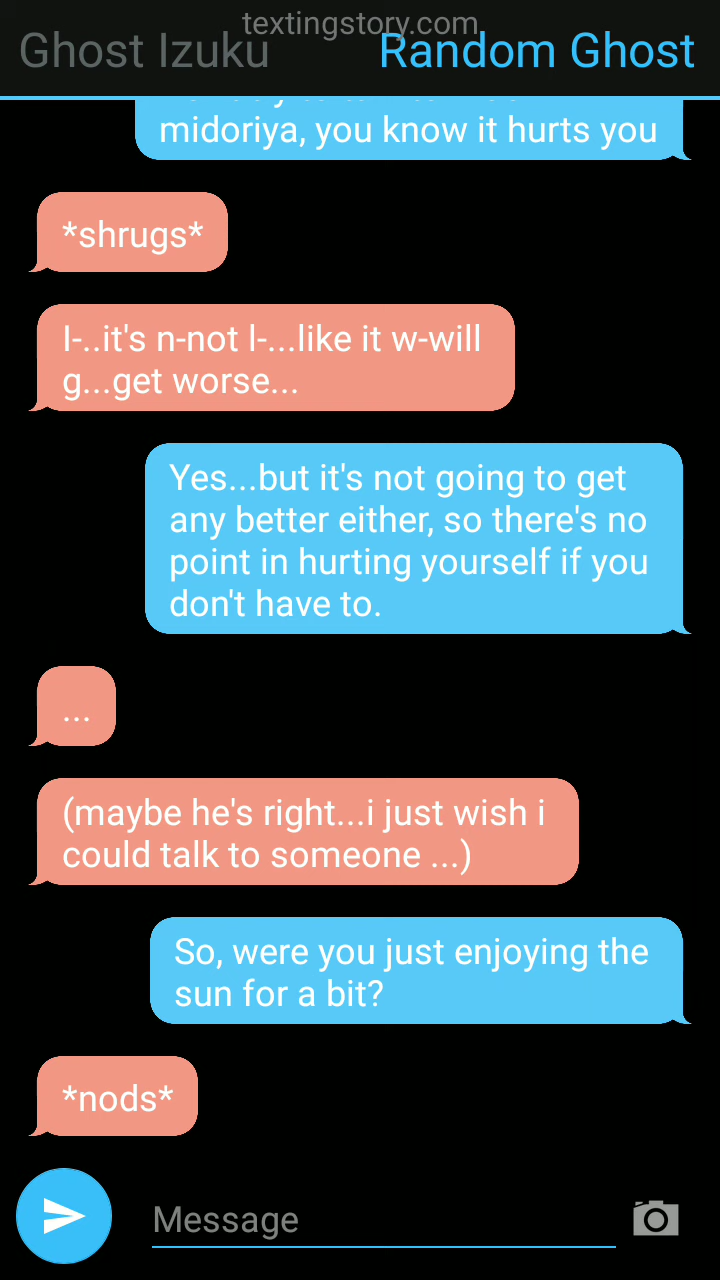 textingstory.com
Ghost Izuku
Random Ghost
midoriya, you know it hurts you
*shrugs*
I-..it's n-not l-...like it w-will
g...get worse...
Yes...but it's not going to get
any better either, so there's no
point in hurting yourself if you
don't have to.
...
(maybe he's right...i just wish i
could talk to someone ...)
So, were you just enjoying the
sun for a bit?
*nods*
Message